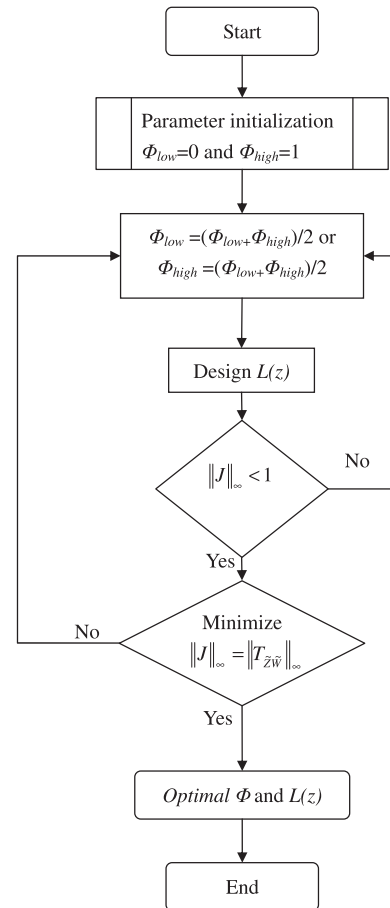 Start
Parameter initialization
Φlow=0 and Φhigh=1
Φlow =(Φlow+Φhigh)/2 or
Φhigh =(Φlow+Φhigh)/2
Design L(z)
‖J‖∞ < 1
No
Yes
Minimize
‖J‖∞ = ‖TZ̃W̃‖∞
No
Yes
Optimal Φ and L(z)
End